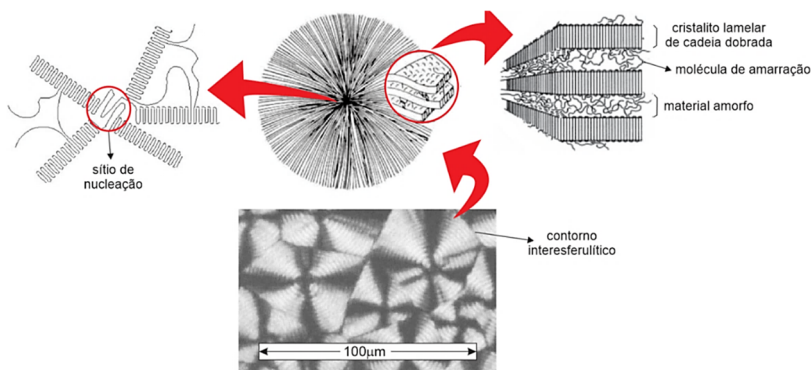 cristalito lamelar
de cadeia dobrada
molécula de amarração
material amorfo
sítio de
nucleação
contorno
interesferulítico
100µm